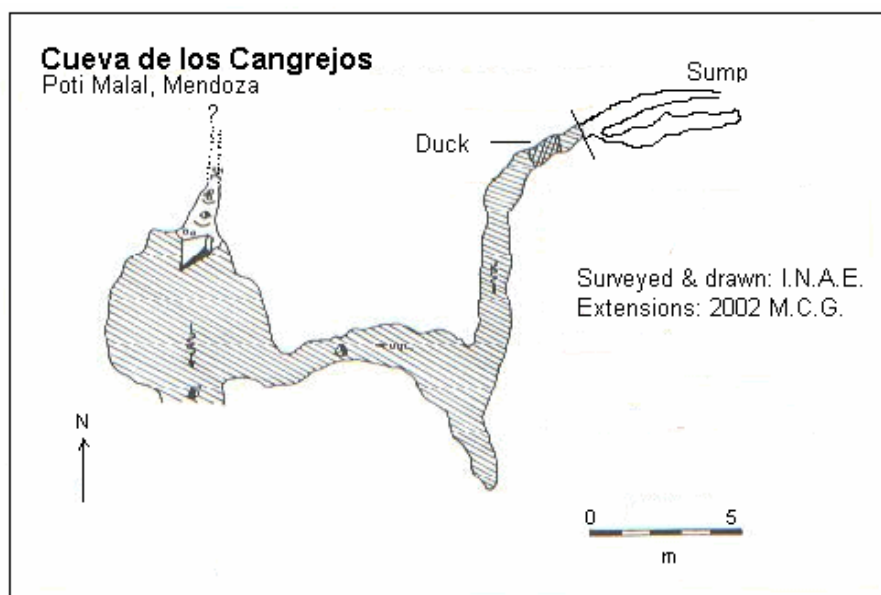 Cueva de los Cangrejos
Poti Malal, Mendoza
?
Sump
Duck
Surveyed & drawn: I.N.A.E.
Extensions: 2002 M.C.G.
N
0 5
m